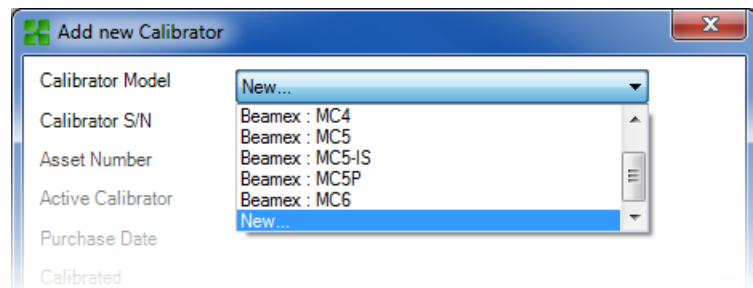 Add new Calibrator
Calibrator Model New...
Beamex : MC4
Calibrator S/N Beamex : MC5
Beamex : MC5-IS
Asset Number Beamex : MC5P
Active Calibrator Beamex : MC6
New...
Purchase Date
Calibrated